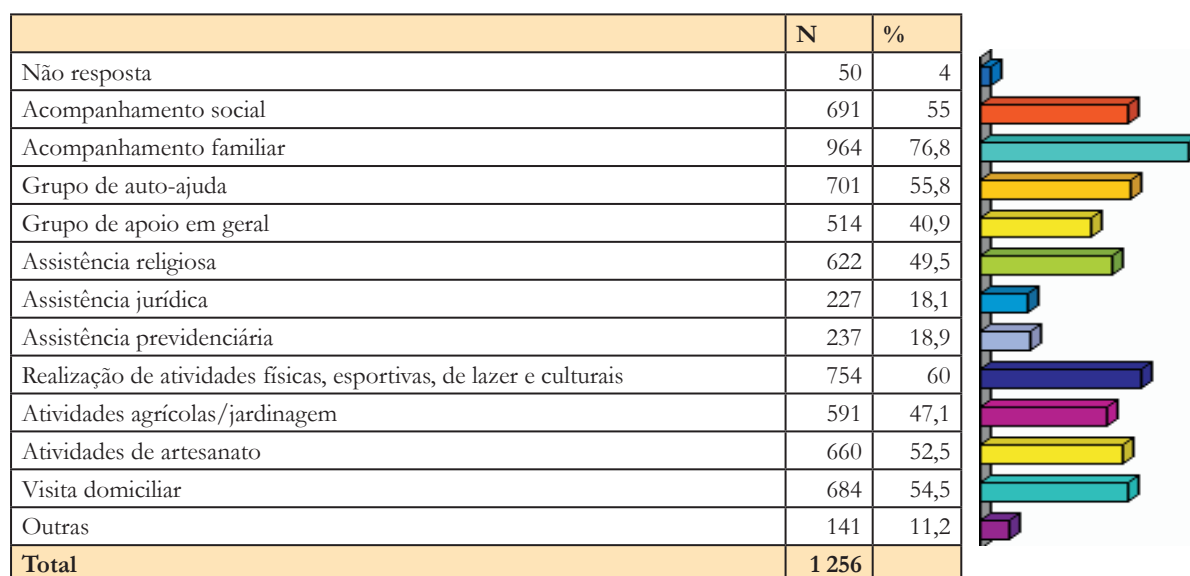 N %
Não resposta 50 4
Acompanhamento social 691 55
Acompanhamento familiar 964 76,8
Grupo de auto-ajuda 701 55,8
Grupo de apoio em geral 514 40,9
Assistência religiosa 622 49,5
Assistência jurídica 227 18,1
Assistência previdenciária 237 18,9
Realização de atividades físicas, esportivas, de lazer e culturais 754 60
Atividades agrícolas/jardinagem 591 47,1
Atividades de artesanato 660 52,5
Visita domiciliar 684 54,5
Outras 141 11,2
Total 1 256